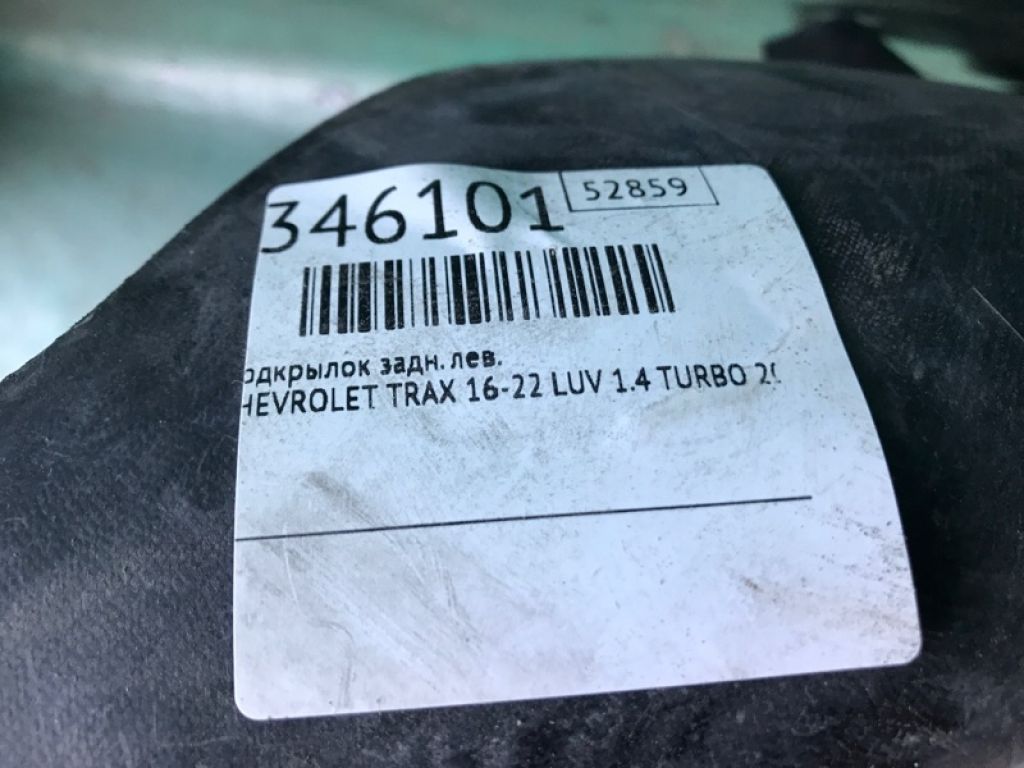 346101 52859
одкрылок задн. лев.
HEVROLET TRAX 16-22 LUV 1.4 TURBO